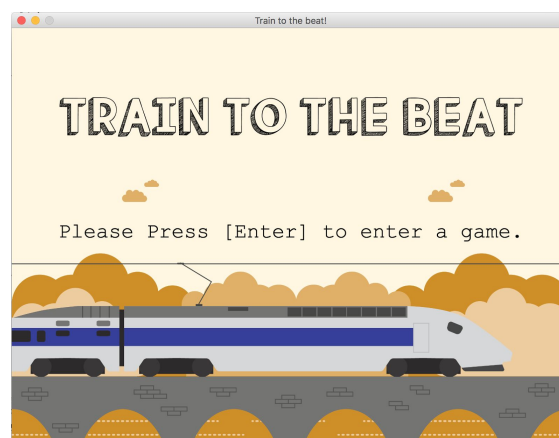 Train to the beat!
TRAIN TO THE BEAT
Please Press [Enter] to enter a game.